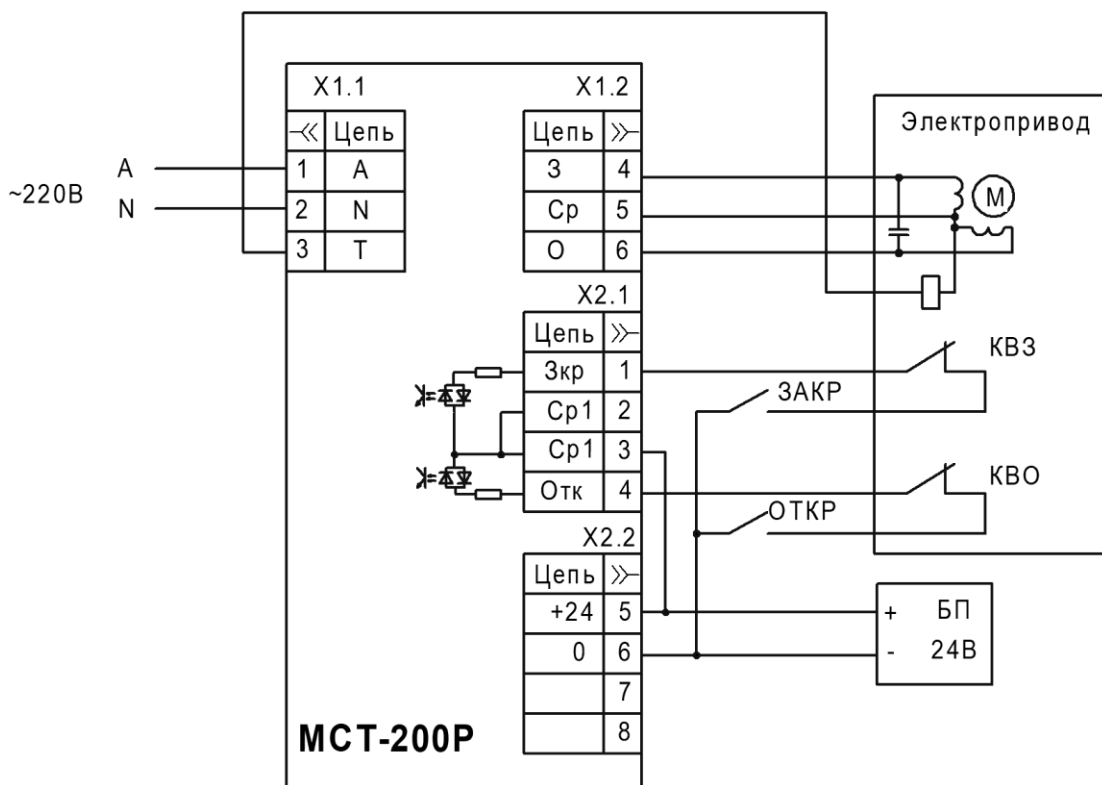 X1.1
X1.2
Цепь
Цепь
Электропривод
~220В
A
1
A
З
4
M
N
2
N
Ср
5
3
T
О
6
X2.1
Цепь
Зкр
1
КВЗ
Ср1
2
ЗАКР
Ср1
3
Отк
4
КВО
ОТКР
X2.2
Цепь
+24
5
+
БП
0
6
-
24В
7
8
МСТ-200Р